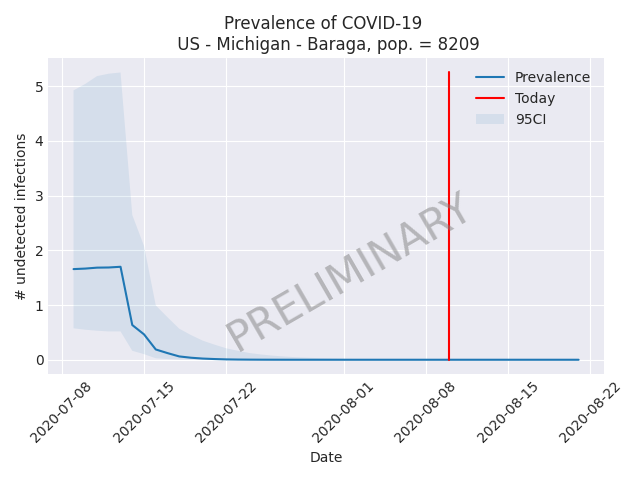 Prevalence of COVID-19
US - Michigan - Baraga, pop. = 8209
# undetected infections
5
4
3
2
1
0
Prevalence
Today
95CI
PRELIMINARY
2020-07-08
2020-07-15
2020-07-22
2020-08-01
2020-08-08
2020-08-15
2020-08-22
Date